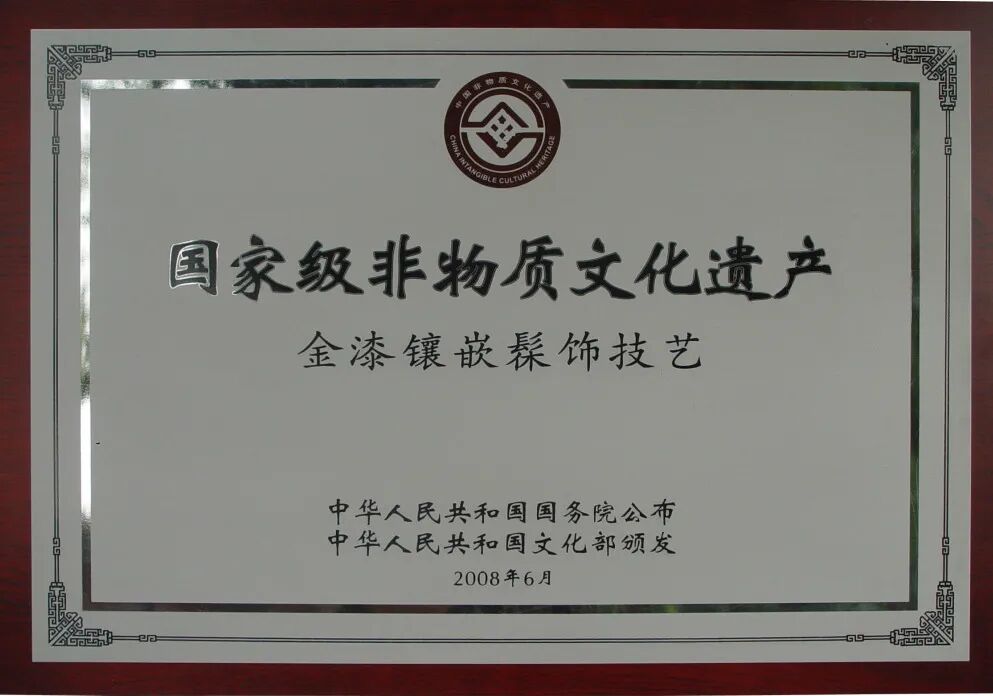 中国非物质文化遗产
CHINA INTANGIBLE CULTURAL HERITAGE
国家级非物质文化遗产
金漆镶嵌髹饰技艺
中华人民共和国国务院公布
中华人民共和国文化部颁发
2008年6月